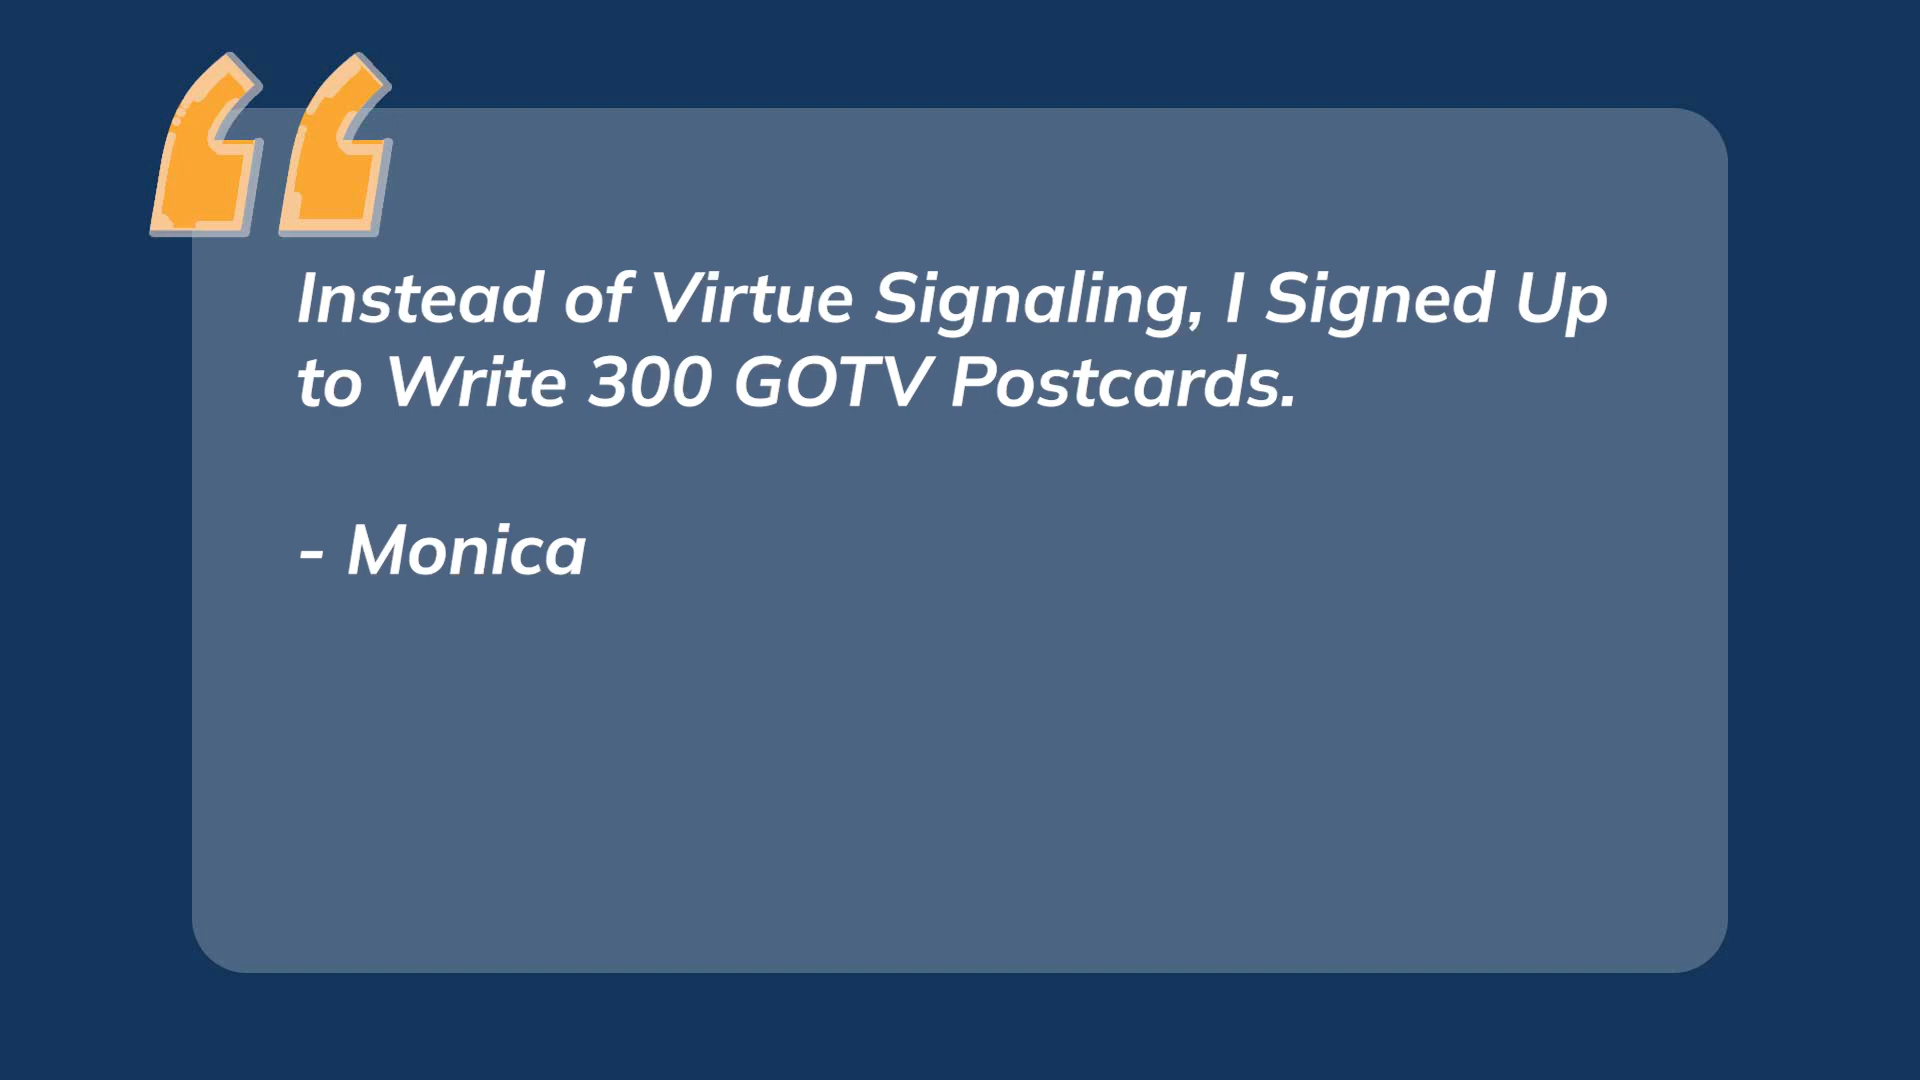 Instead of Virtue Signaling, I Signed Up
to Write 300 GOTV Postcards.
- Monica